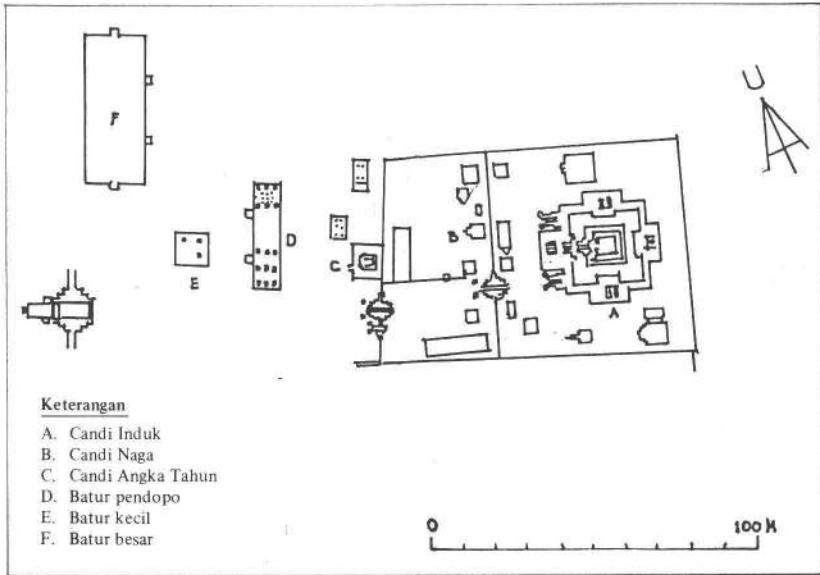 F
U
D
B
C
E
A
Keterangan
A. Candi Induk
B. Candi Naga
C. Candi Angka Tahun
D. Batur pendopo
E. Batur kecil
F. Batur besar
0 100 M